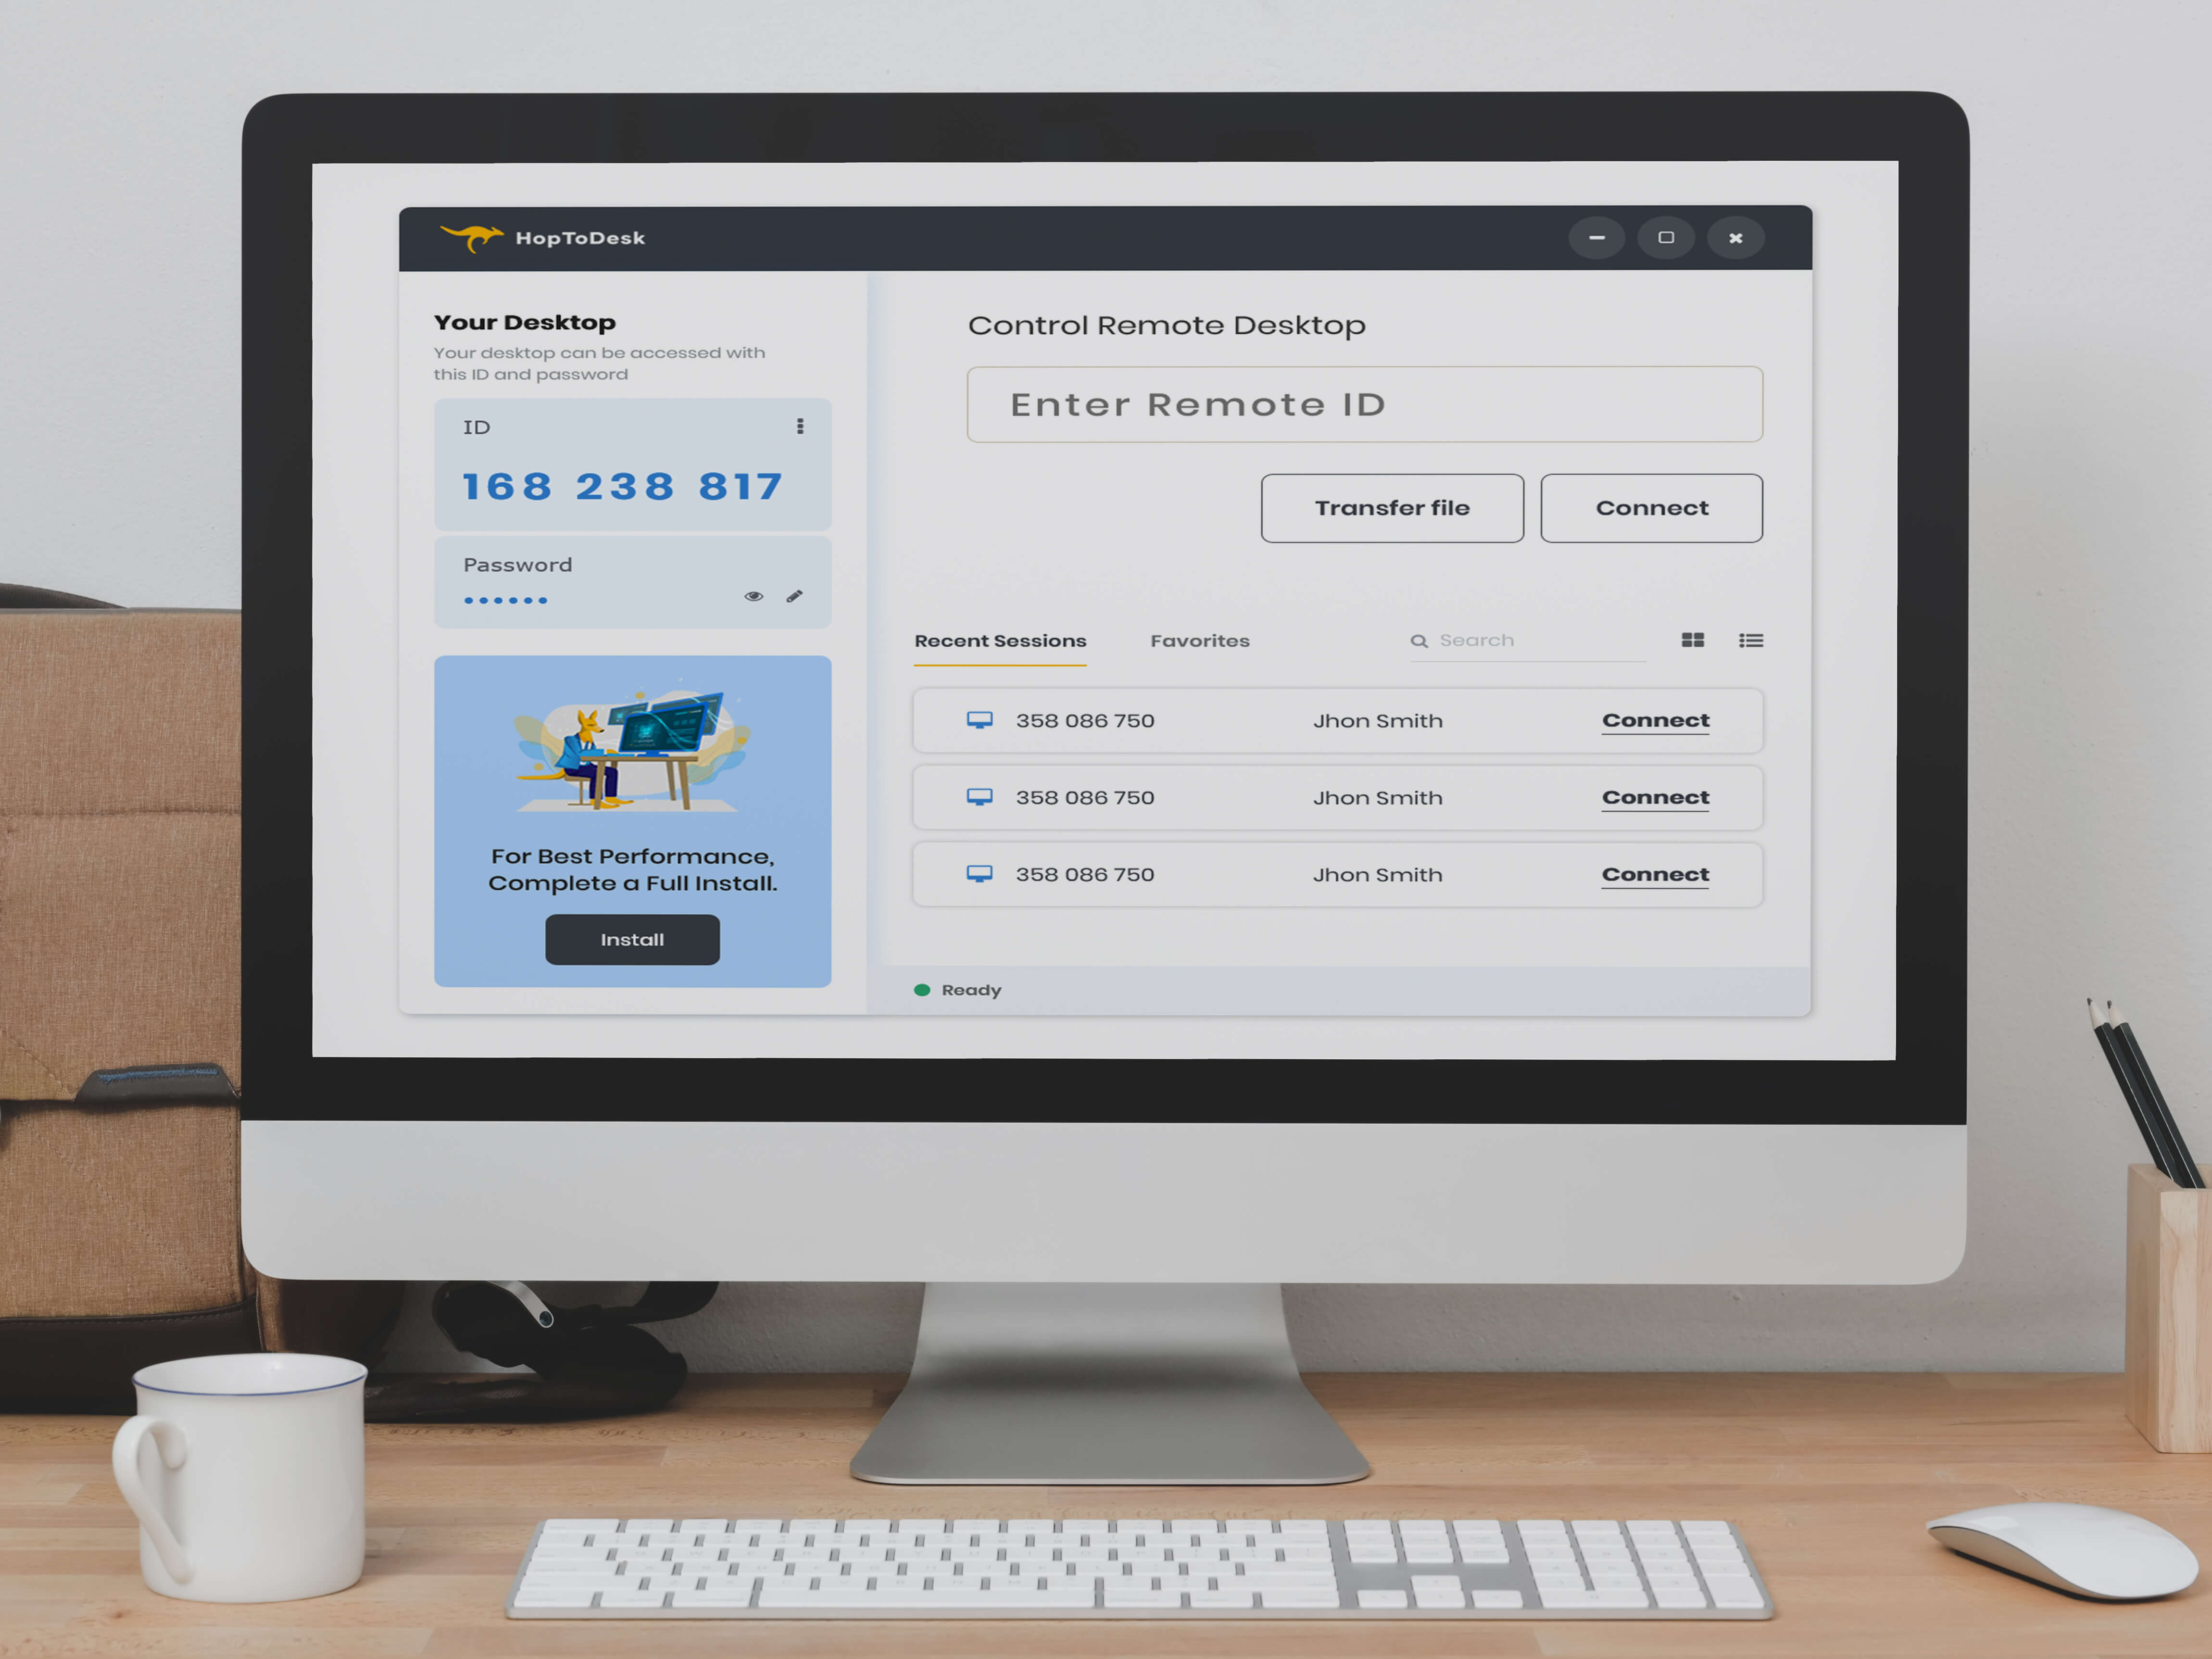 HopToDesk
Your Desktop
Your desktop can be accessed with
this ID and password
ID
168 238 817
Password
For Best Performance,
Complete a Full Install.
Install
Control Remote Desktop
Enter Remote ID
Transfer file
Connect
Recent Sessions
Favorites
Search
358 086 750 Jhon Smith Connect
358 086 750 Jhon Smith Connect
358 086 750 Jhon Smith Connect
Ready